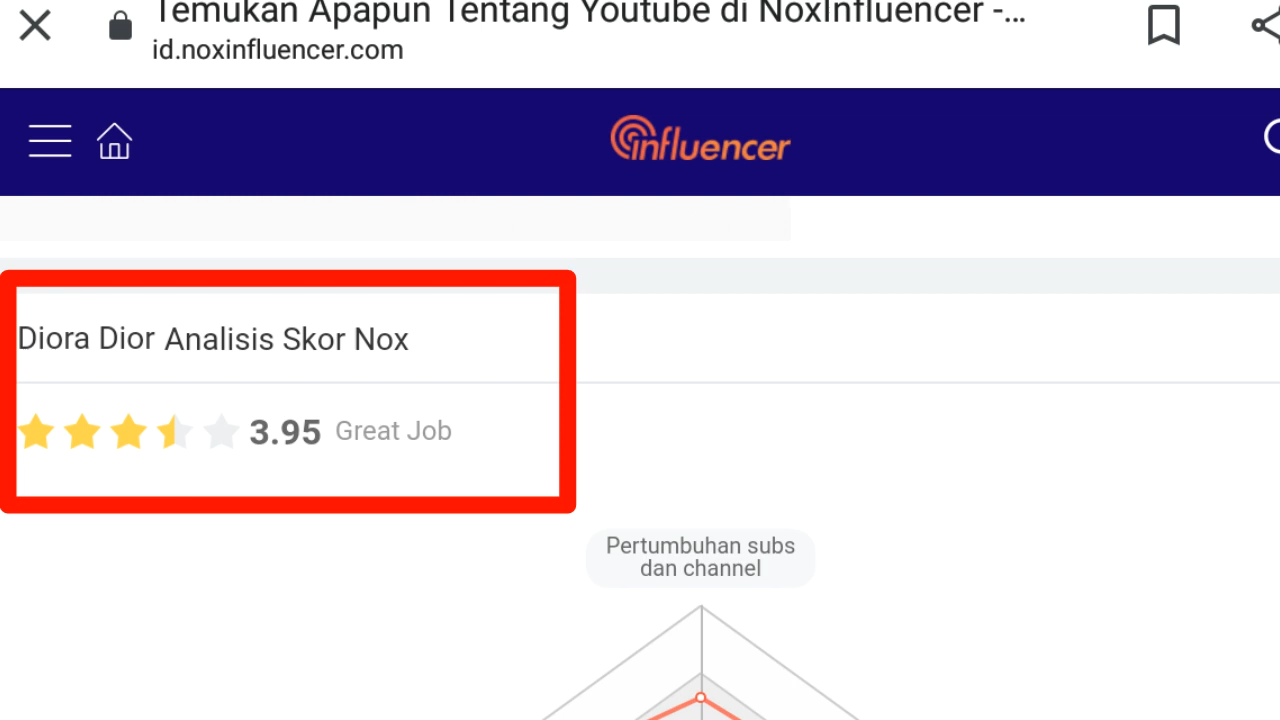 Temukan Apapun Tentang Youtube di NoxInfluencer -...
id.noxinfluencer.com
influencer
Diora Dior Analisis Skor Nox
3.95 Great Job
Pertumbuhan subs
dan channel